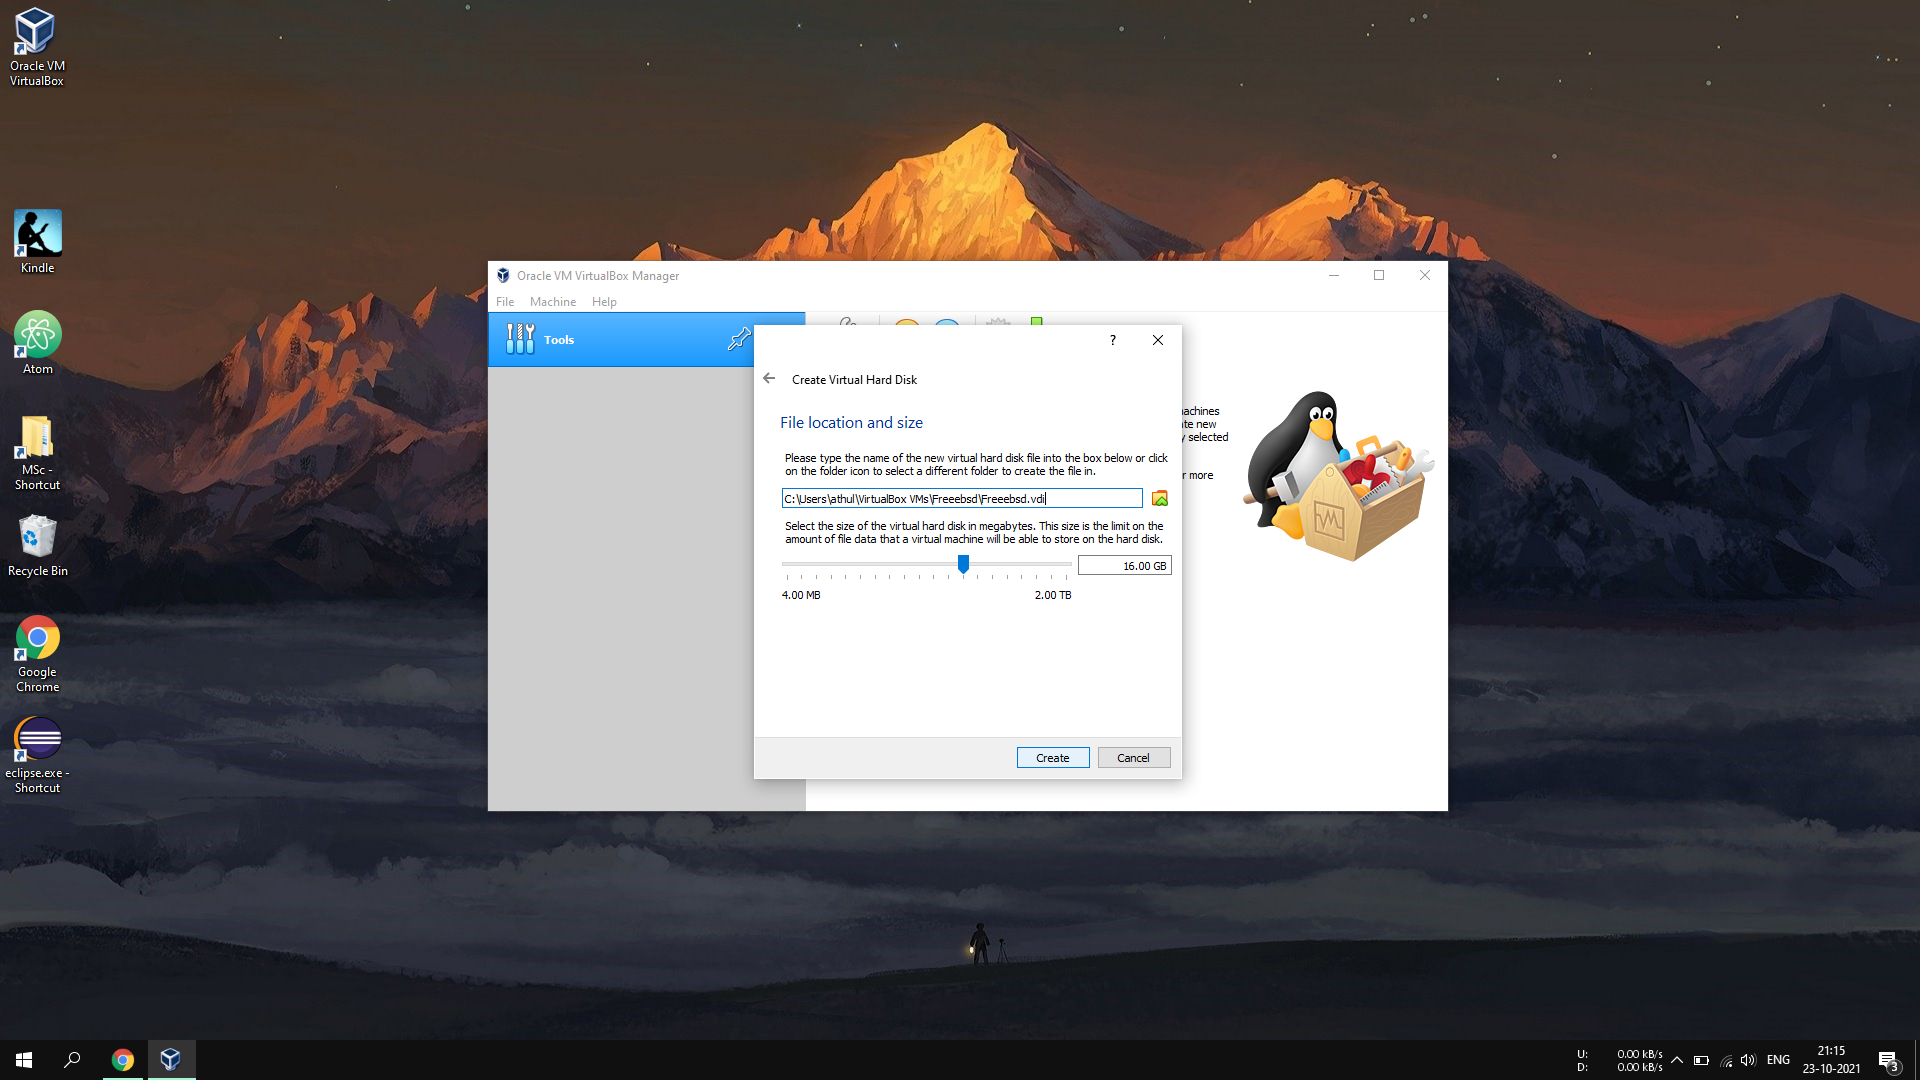 Oracle VM
VirtualBox
Kindle
Atom
MSc -
Shortcut
Recycle Bin
Google
Chrome
eclipse.exe -
Shortcut
Oracle VM VirtualBox Manager
File Machine Help
Tools
?
Create Virtual Hard Disk
File location and size
Please type the name of the new virtual hard disk file into the box below or click
on the folder icon to select a different folder to create the file in.
C:\Users\athul\VirtualBox VMs\Freeebsd\Freeebsd.vdi
Select the size of the virtual hard disk in megabytes. This size is the limit on the
amount of file data that a virtual machine will be able to store on the hard disk.
16.00 GB
4.00 MB 2.00 TB
Create Cancel
achines
te new
y selected
r more
U: 0.00 kB/s
D: 0.00 kB/s
ENG
21:15
23-10-2021
3